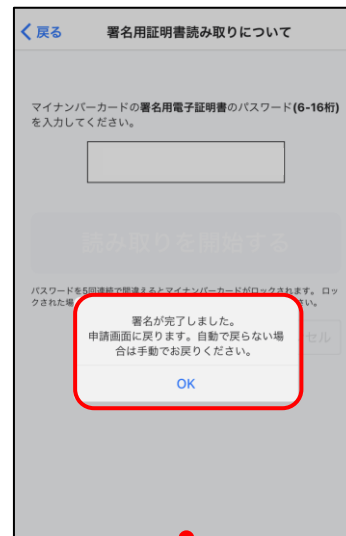 戻る 署名用証明書読み取りについて
マイナンバーカードの署名用電子証明書のパスワード(6-16桁)
を入力してください。
読み取りを開始する
パスワードを5回連続で間違えるとマイナンバーカードがロックされます。 ロッ
クされた場 さい。
セル
署名が完了しました。
申請画面に戻ります。自動で戻らない場
合は手動でお戻りください。
OK